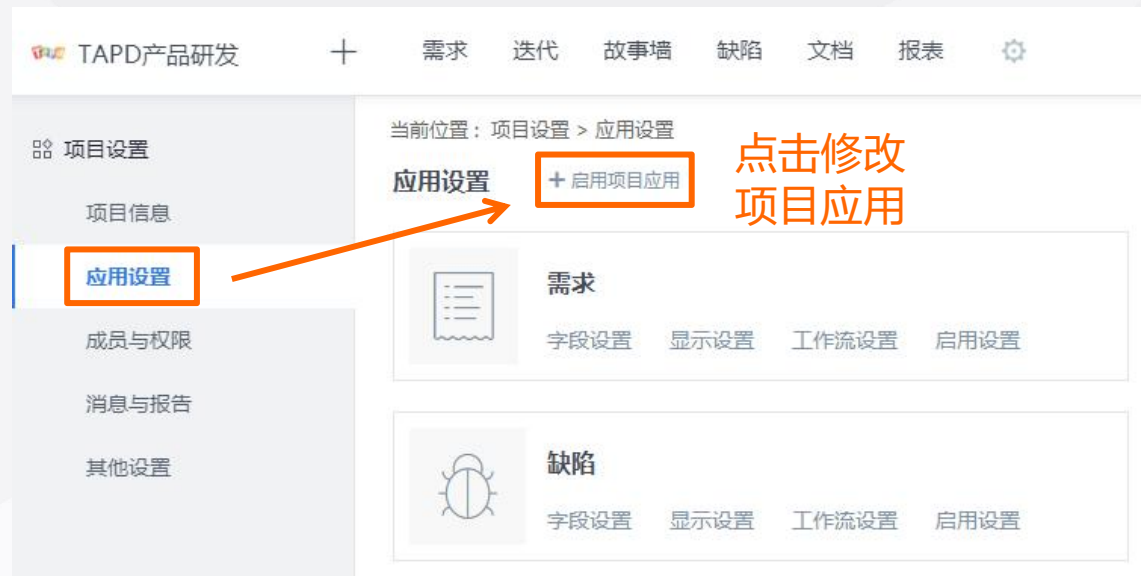 TAPD产品研发 + 需求 迭代 故事墙 缺陷 文档 报表
项目设置
项目信息
应用设置
成员与权限
消息与报告
其他设置
当前位置：项目设置 > 应用设置
应用设置 + 启用项目应用
点击修改
项目应用
需求
字段设置 显示设置 工作流设置 启用设置
缺陷
字段设置 显示设置 工作流设置 启用设置